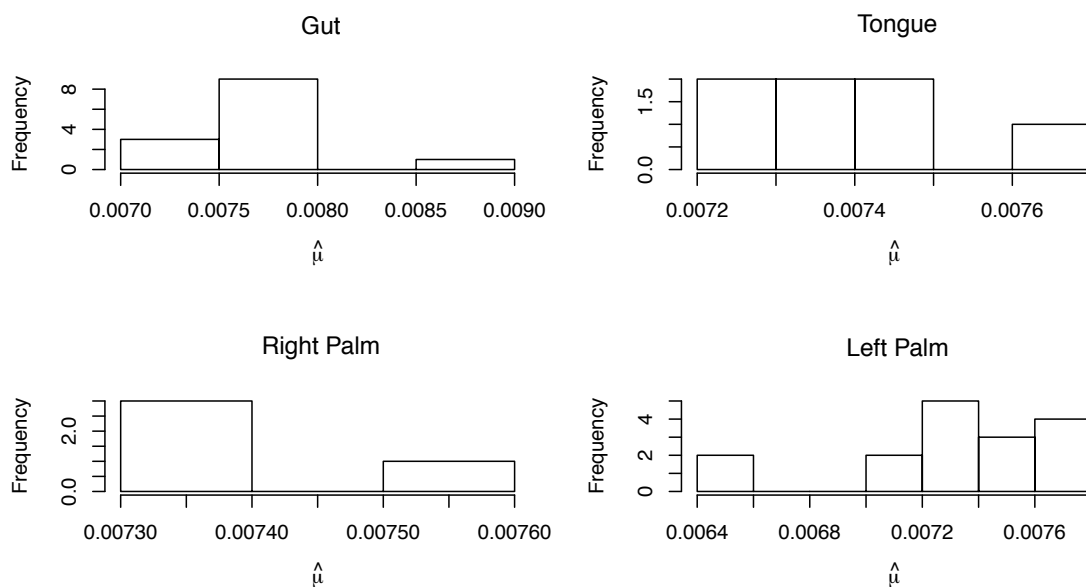 Gut
Frequency
0 4 8
0.0070 0.0075 0.0080 0.0085 0.0090
μ̂
Tongue
Frequency
0.0 1.5
0.0072 0.0074 0.0076
μ̂
Right Palm
Frequency
0.0 2.0
0.00730 0.00740 0.00750 0.00760
μ̂
Left Palm
Frequency
0 2 4
0.0064 0.0068 0.0072 0.0076
μ̂